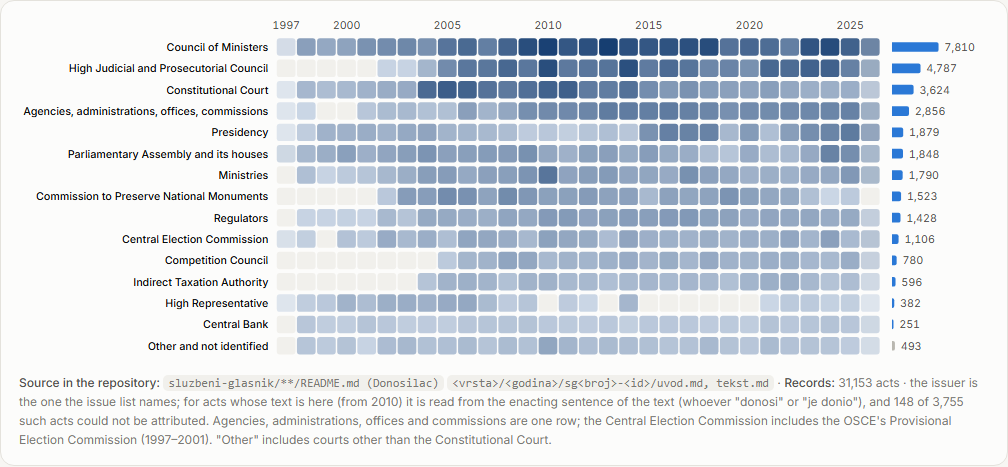 1997 2000 2005 2010 2015 2020 2025
Council of Ministers 7,810
High Judicial and Prosecutorial Council 4,787
Constitutional Court 3,624
Agencies, administrations, offices, commissions 2,856
Presidency 1,879
Parliamentary Assembly and its houses 1,848
Ministries 1,790
Commission to Preserve National Monuments 1,523
Regulators 1,428
Central Election Commission 1,106
Competition Council 780
Indirect Taxation Authority 596
High Representative 382
Central Bank 251
Other and not identified 493
Source in the repository: sluzbeni-glasnik/**/README.md (Donosilac) <vrsta>/<godina>/sg<broj>-<id>/uvod.md, tekst.md · Records: 31,153 acts · the issuer is
the one the issue list names; for acts whose text is here (from 2010) it is read from the enacting sentence of the text (whoever "donosi" or "je donio"), and 148 of 3,755
such acts could not be attributed. Agencies, administrations, offices and commissions are one row; the Central Election Commission includes the OSCE's Provisional
Election Commission (1997–2001). "Other" includes courts other than the Constitutional Court.